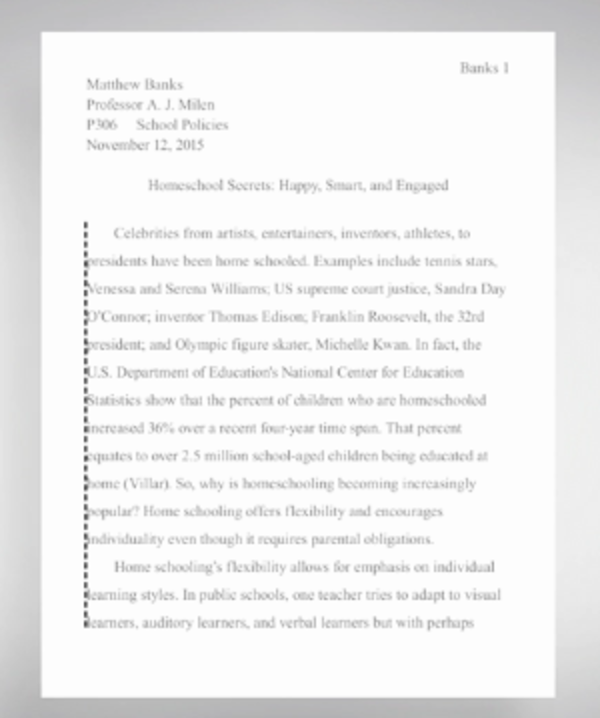 Banks 1
Matthew Banks
Professor A. J. Milen
P306 School Policies
November 12, 2015
Homeschool Secrets: Happy, Smart, and Engaged
Celebrities from artists, entertainers, inventors, athletes, to
presidents have been home schooled. Examples include tennis stars,
Venessa and Serena Williams; US supreme court justice, Sandra Day
O'Connor; inventor Thomas Edison; Franklin Roosevelt, the 32rd
president; and Olympic figure skater, Michelle Kwan. In fact, the
U.S. Department of Education's National Center for Education
Statistics show that the percent of children who are homeschooled
increased 36% over a recent four-year time span. That percent
equates to over 2.5 million school-aged children being educated at
home (Villar). So, why is homeschooling becoming increasingly
popular? Home schooling offers flexibility and encourages
individuality even though it requires parental obligations.
Home schooling's flexibility allows for emphasis on individual
learning styles. In public schools, one teacher tries to adapt to visual
learners, auditory learners, and verbal learners but with perhaps